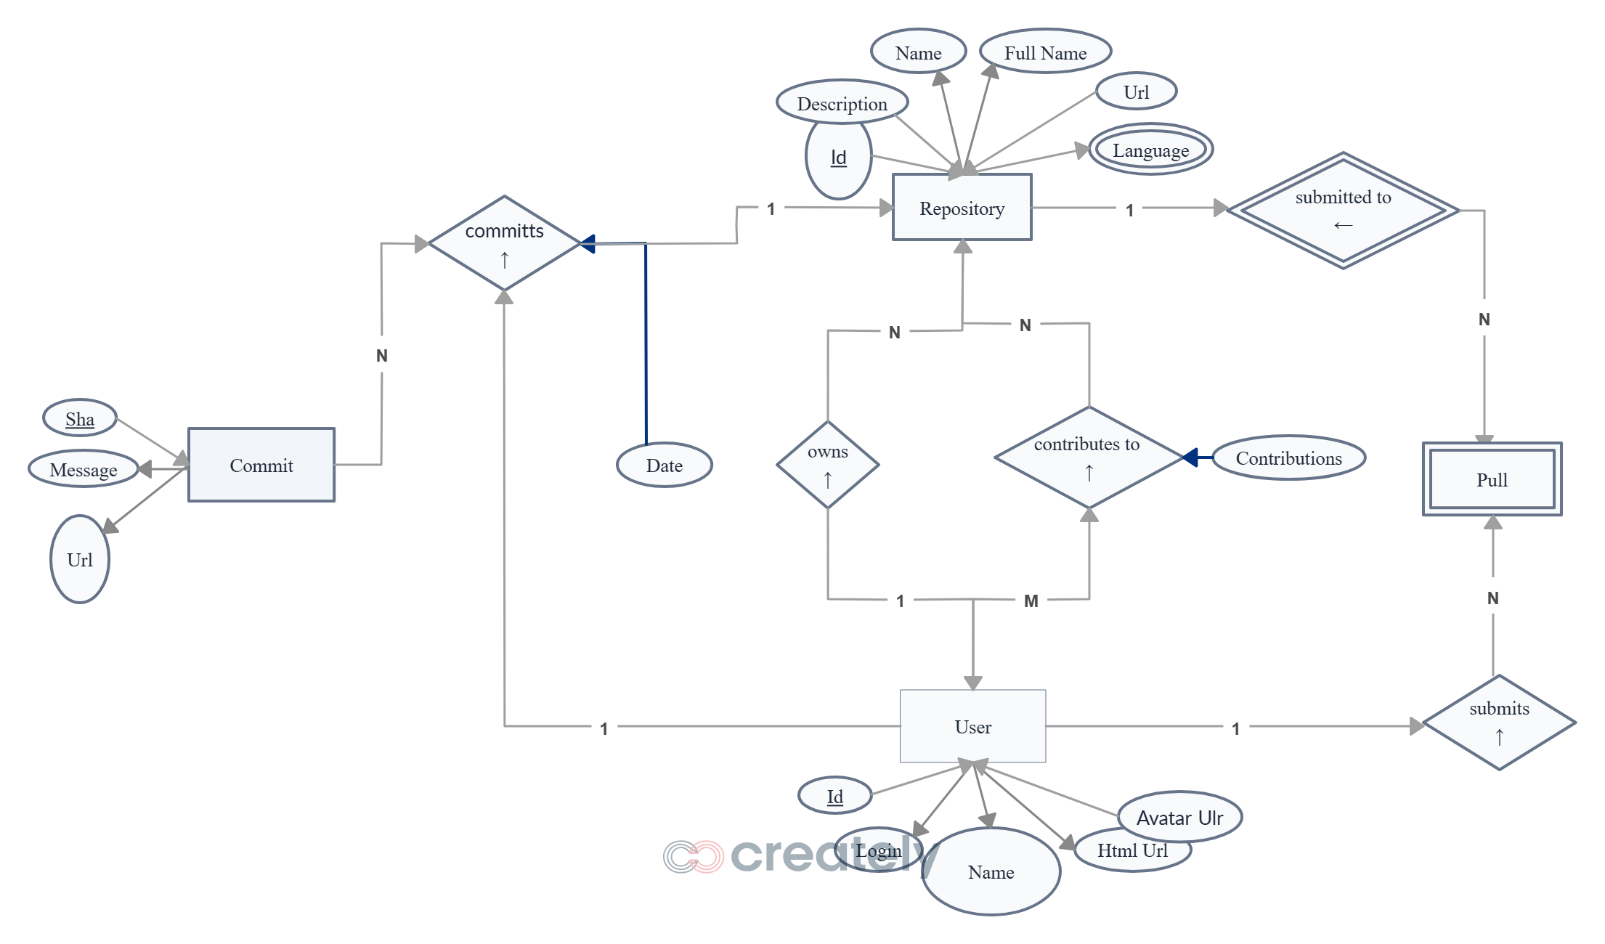 Name
Full Name
Description
Url
Id
Language
Repository
1
1
submitted to
←
committs
↑
N
N
N
N
Sha
Message
Commit
Url
Date
owns
↑
contributes to
↑
Contributions
Pull
1
M
N
User
1
1
submits
↑
Id
Login
Name
Html Url
Avatar Ulr
creately